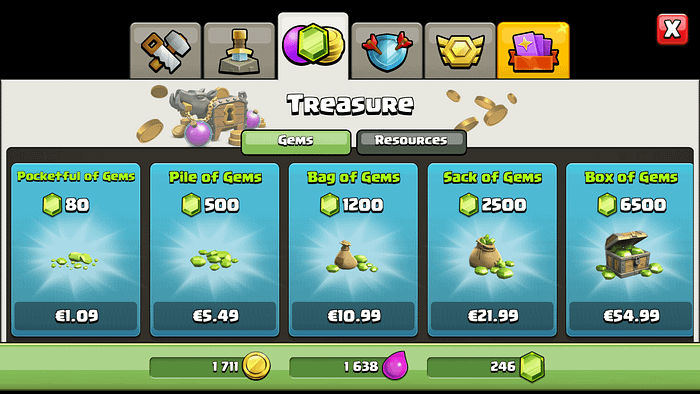 X
Treasure
Gems
Resources
Pocketful of Gems
80
€1.09
Pile of Gems
500
€5.49
Bag of Gems
1200
€10.99
Sack of Gems
2500
€21.99
Box of Gems
6500
€54.99
1 711
1 638
246